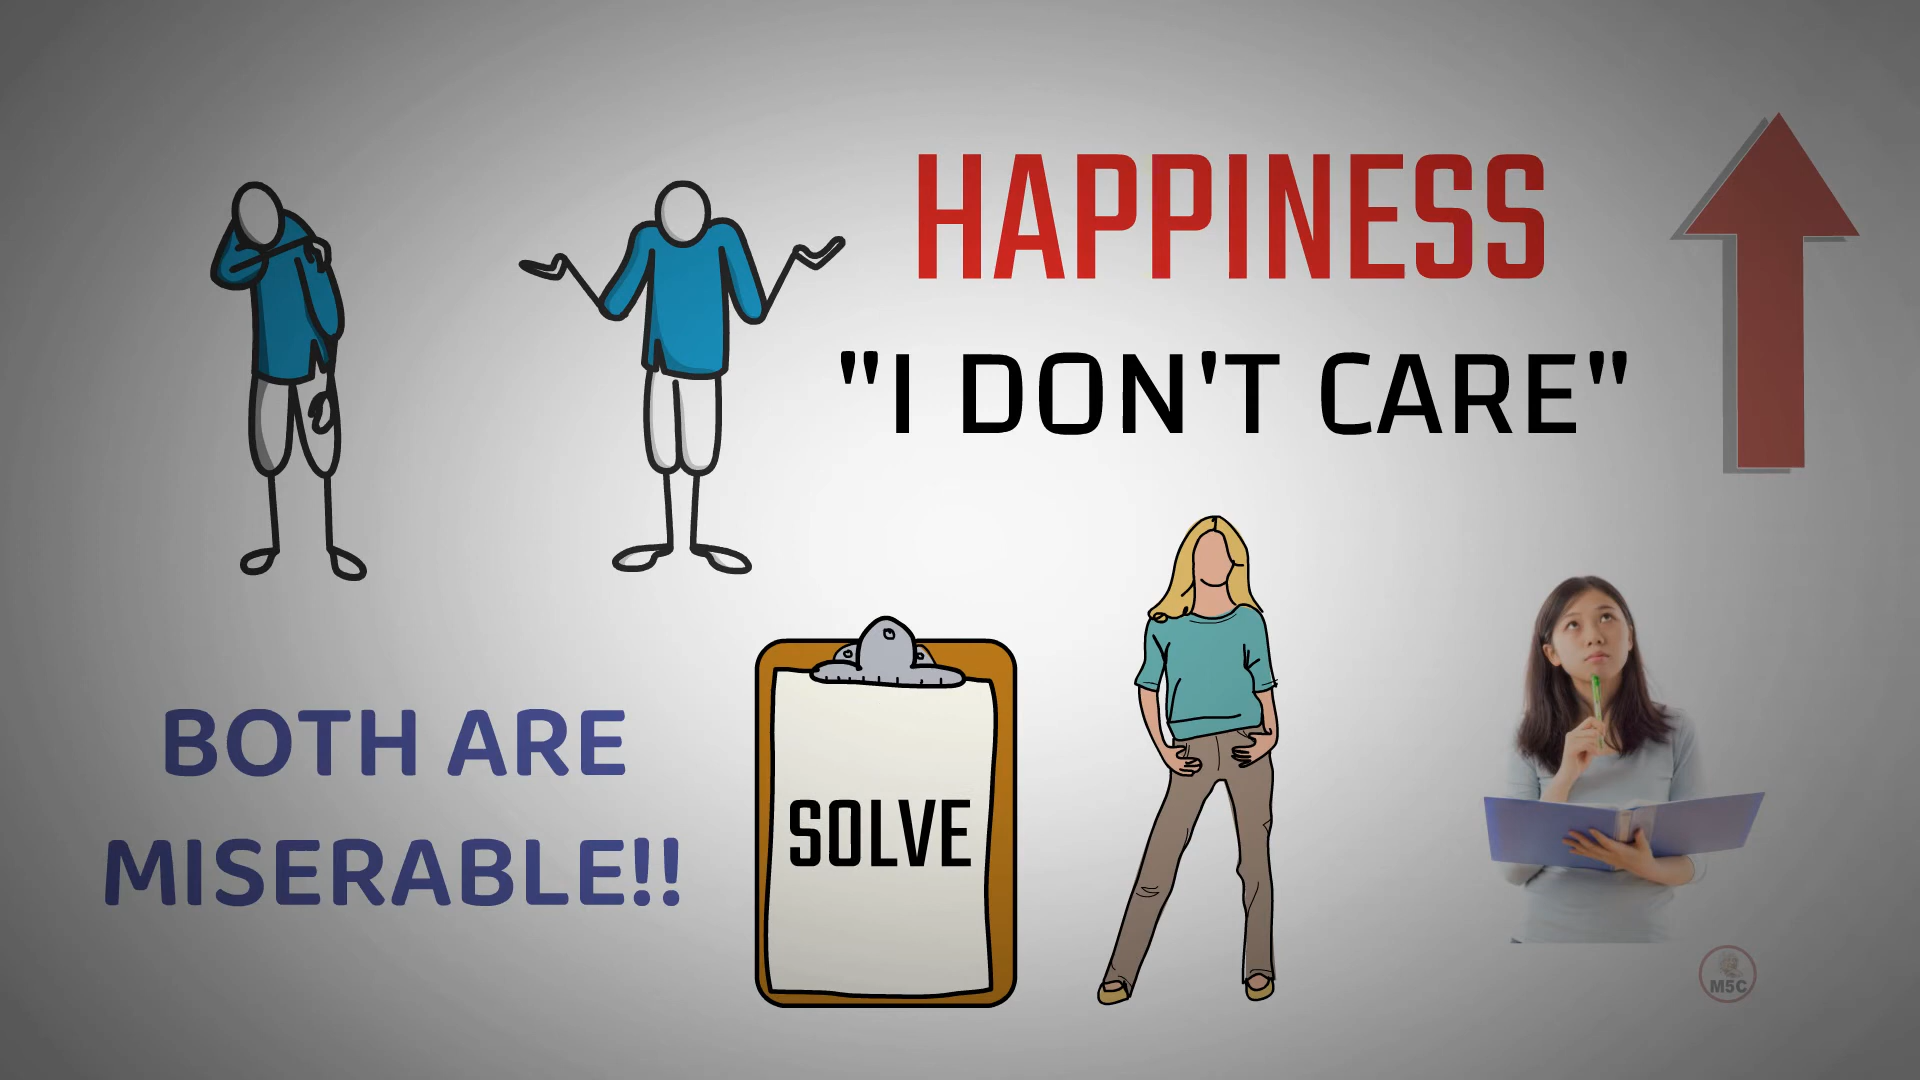 HAPPINESS
"I DON'T CARE"
BOTH ARE
MISERABLE!!
SOLVE
M5C